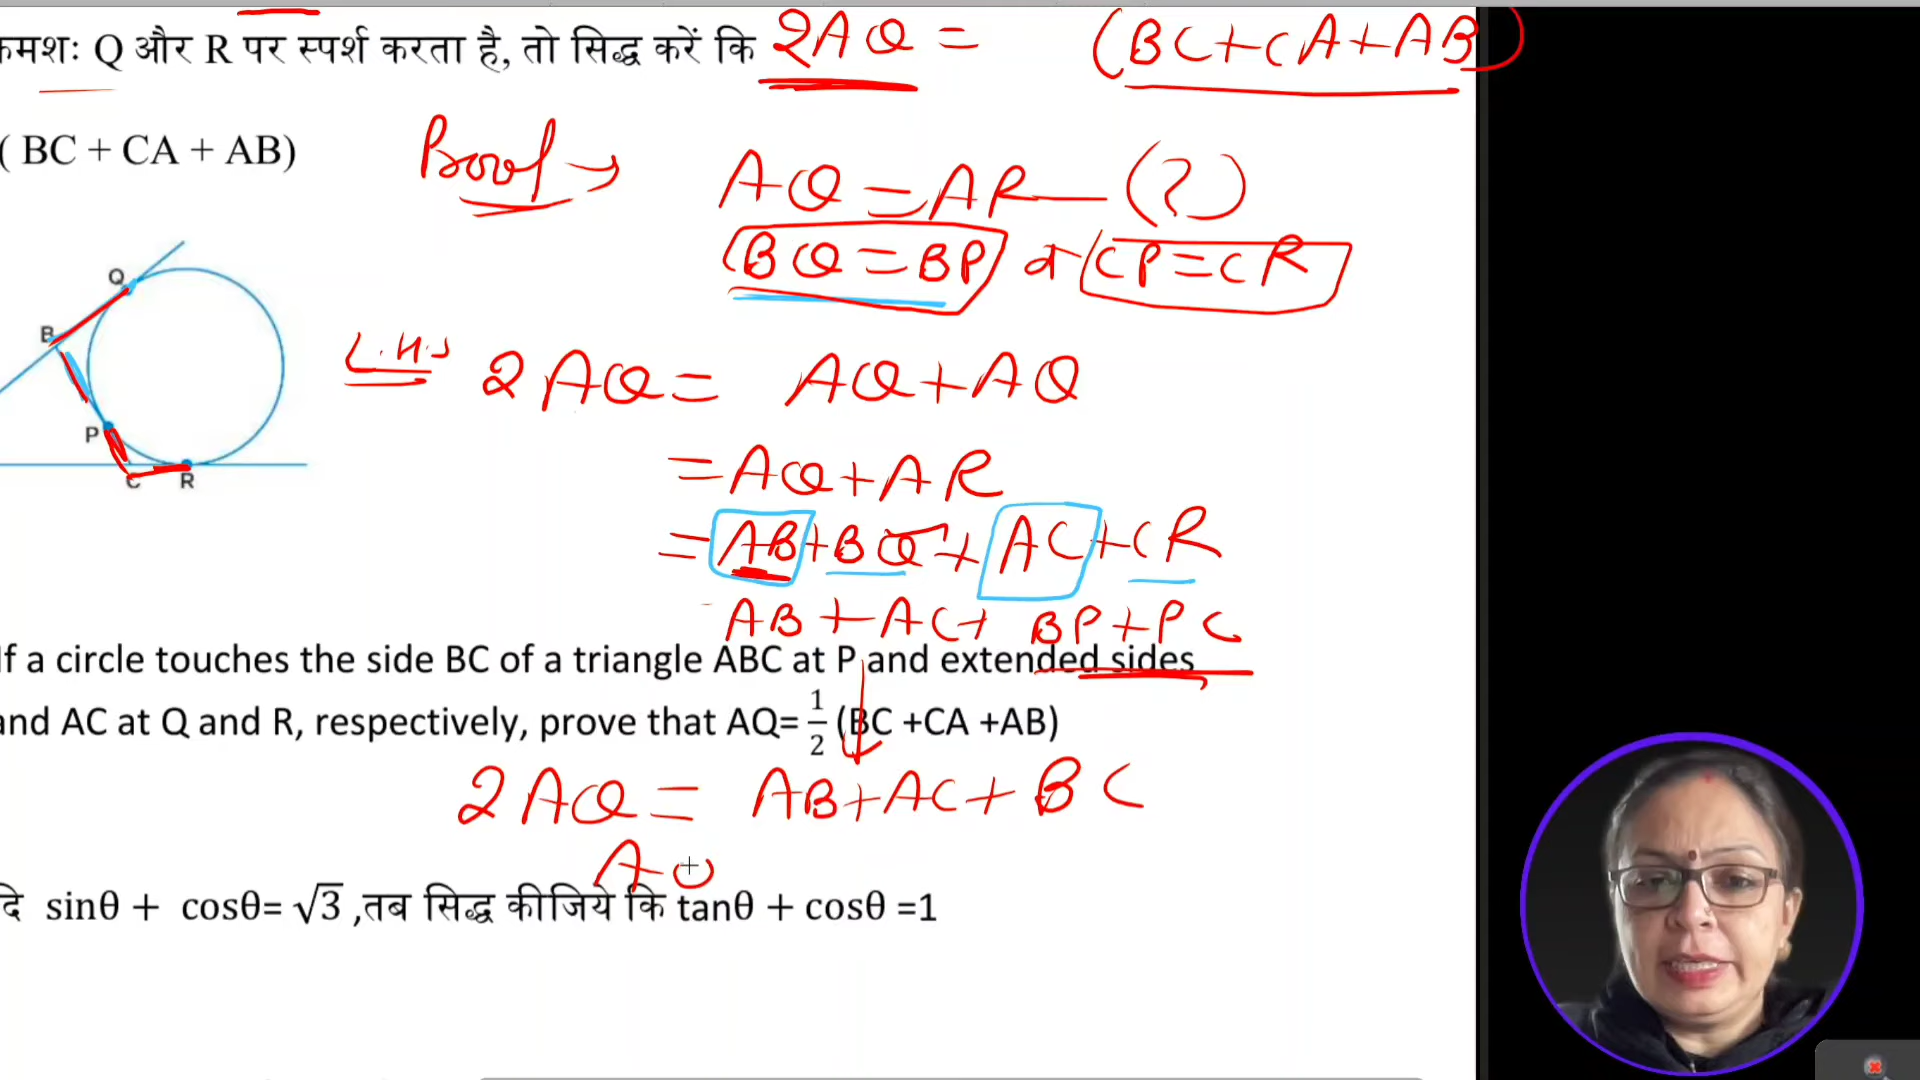 क्रमशः Q और R पर स्पर्श करता है, तो सिद्ध करें कि 2AQ = (BC+CA+AB)
( BC + CA + AB)
Proof →
AQ = AR — (?)
BQ = BP CP = CR
Q
B
P
C
R
L.H.S 2AQ = AQ + AQ
= AQ + AR
= AB + BQ + AC + CR
AB + AC + BP + PC
If a circle touches the side BC of a triangle ABC at P and extended sides
and AC at Q and R, respectively, prove that AQ= 1/2 (BC +CA +AB)
2AQ = AB + AC + BC
A
sinθ + cosθ= √3 ,तब सिद्ध कीजिये कि tanθ + cosθ =1